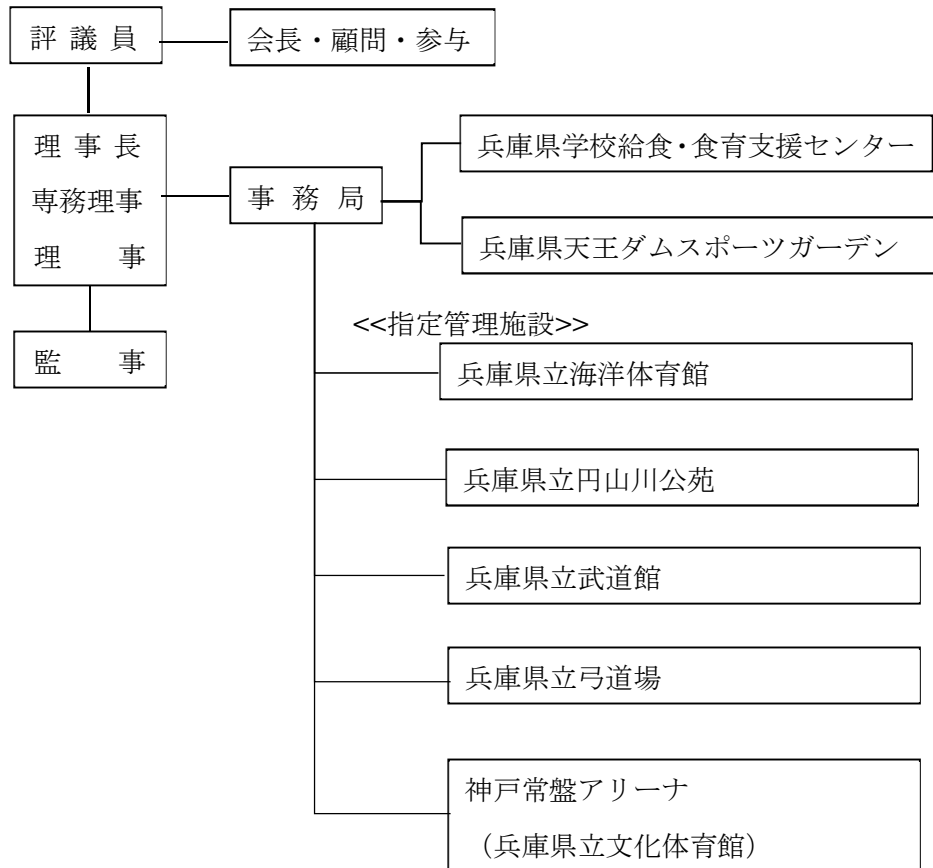 評議員
会長・顧問・参与
理事長
専務理事
理　　事
監　　事
事務局
兵庫県学校給食・食育支援センター
兵庫県天王ダムスポーツガーデン
<<指定管理施設>>
兵庫県立海洋体育館
兵庫県立円山川公苑
兵庫県立武道館
兵庫県立弓道場
神戸常盤アリーナ
（兵庫県立文化体育館）